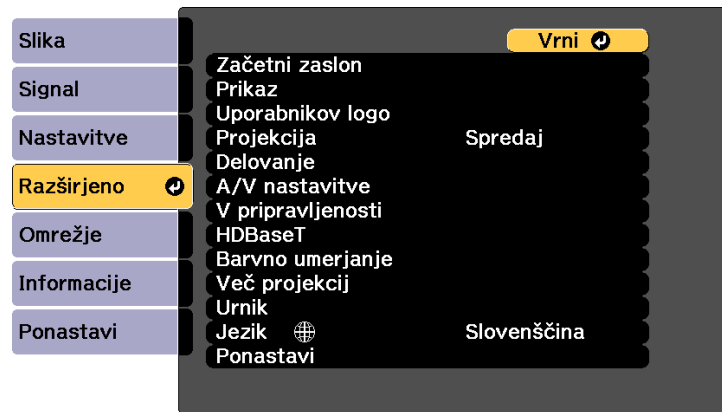 Slika
Signal
Nastavitve
Razširjeno
Omrežje
Informacije
Ponastavi
Vrni
Začetni zaslon
Prikaz
Uporabnikov logo
Projekcija Spredaj
Delovanje
A/V nastavitve
V pripravljenosti
HDBaseT
Barvno umerjanje
Več projekcij
Urnik
Jezik Slovenščina
Ponastavi